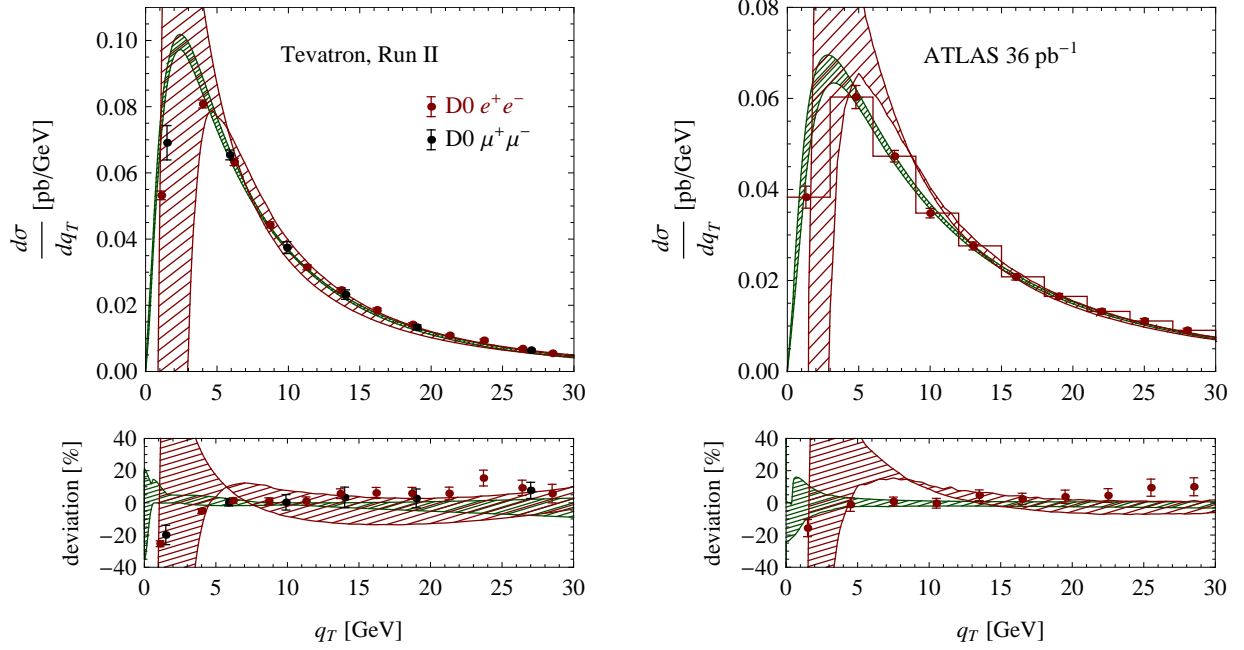 Tevatron, Run II
D0 e⁺e⁻
D0 μ⁺μ⁻
dσ
dq_T
[pb/GeV]
0.10
0.08
0.06
0.04
0.02
0.00
0 5 10 15 20 25 30
deviation [%]
40
20
0
−20
−40
0 5 10 15 20 25 30
q_T [GeV]
ATLAS 36 pb⁻¹
dσ
dq_T
[pb/GeV]
0.08
0.06
0.04
0.02
0.00
0 5 10 15 20 25 30
deviation [%]
40
20
0
−20
−40
0 5 10 15 20 25 30
q_T [GeV]